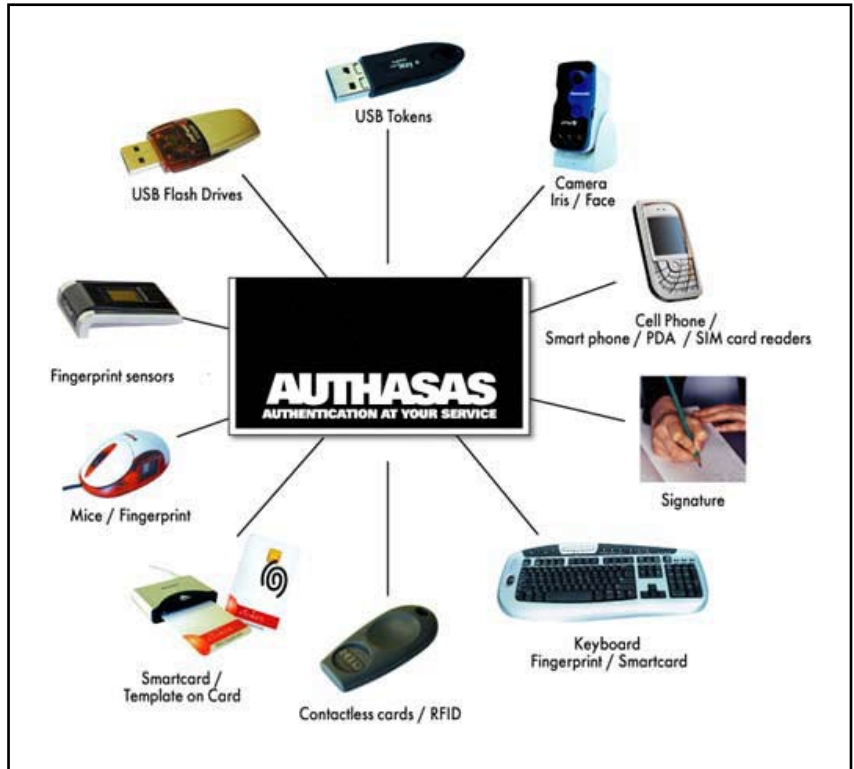 USB Tokens
USB Flash Drives
Camera
Iris / Face
Cell Phone /
Smart phone / PDA / SIM card readers
Fingerprint sensors
AUTHASAS
AUTHENTICATION AT YOUR SERVICE
Mice / Fingerprint
Signature
Keyboard
Fingerprint / Smartcard
Smartcard /
Template on Card
Contactless cards / RFID